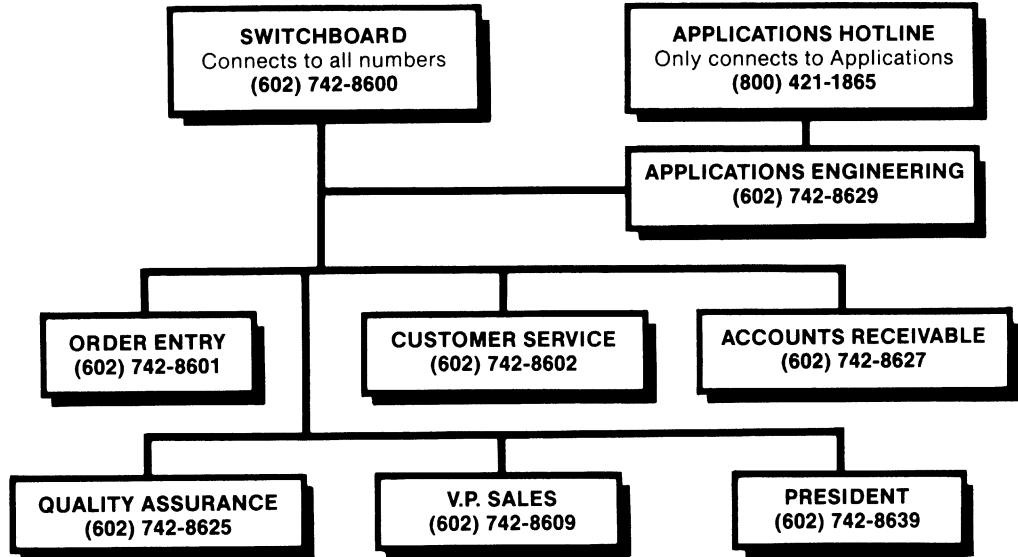 SWITCHBOARD
Connects to all numbers
(602) 742-8600
APPLICATIONS HOTLINE
Only connects to Applications
(800) 421-1865
APPLICATIONS ENGINEERING
(602) 742-8629
ORDER ENTRY
(602) 742-8601
CUSTOMER SERVICE
(602) 742-8602
ACCOUNTS RECEIVABLE
(602) 742-8627
QUALITY ASSURANCE
(602) 742-8625
V.P. SALES
(602) 742-8609
PRESIDENT
(602) 742-8639